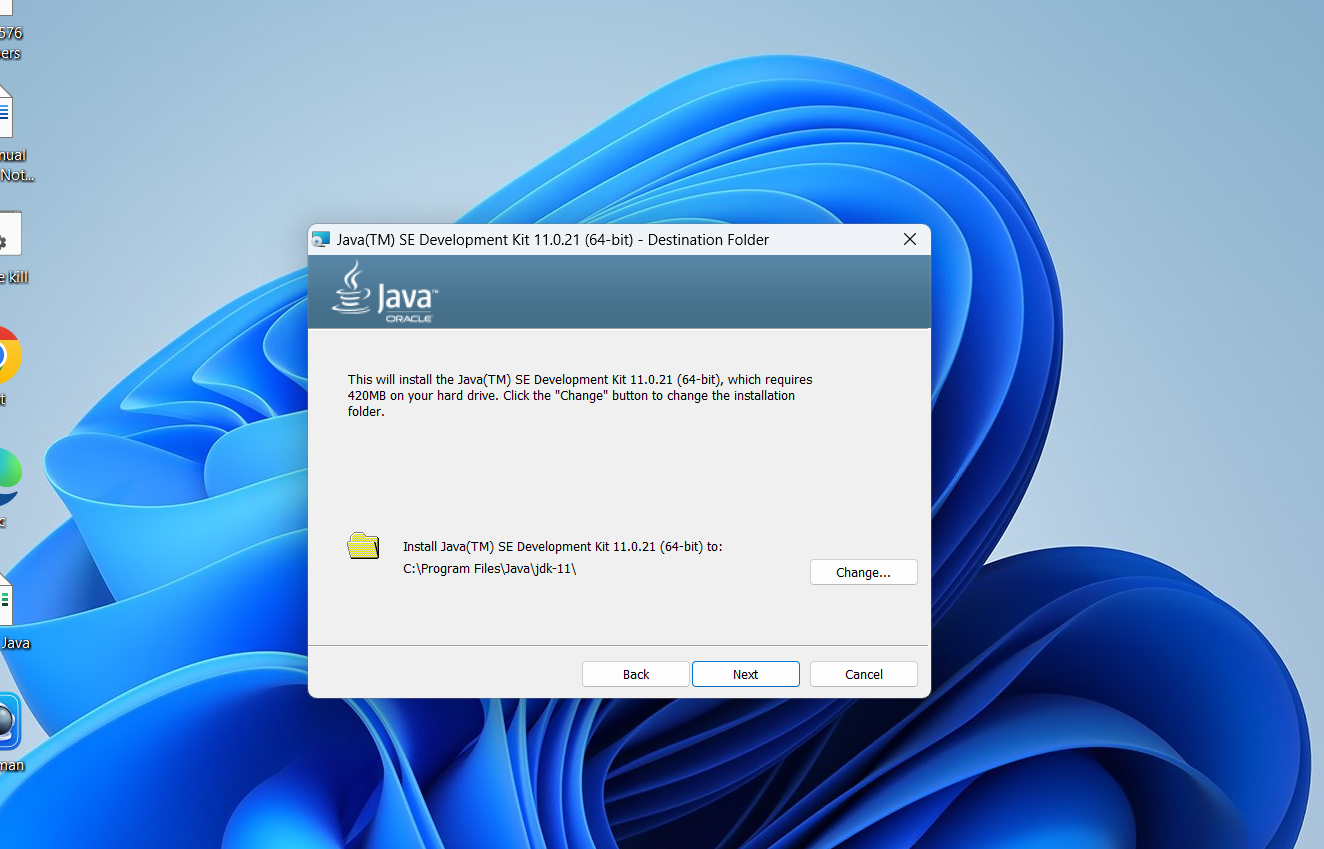 576
ers
nual
Not...
e kill
t
c
Java
man
Java(TM) SE Development Kit 11.0.21 (64-bit) - Destination Folder
Java™
ORACLE
This will install the Java(TM) SE Development Kit 11.0.21 (64-bit), which requires
420MB on your hard drive. Click the "Change" button to change the installation
folder.
Install Java(TM) SE Development Kit 11.0.21 (64-bit) to:
C:\Program Files\Java\jdk-11\
Change...
Back
Next
Cancel